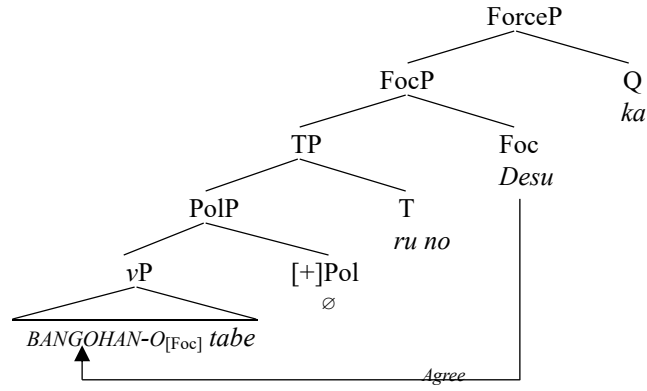 ForceP
FocP Q
ka
TP Foc
Desu
PolP T
ru no
vP [+]Pol
∅
BANGOHAN-O[Foc] tabe
Agree